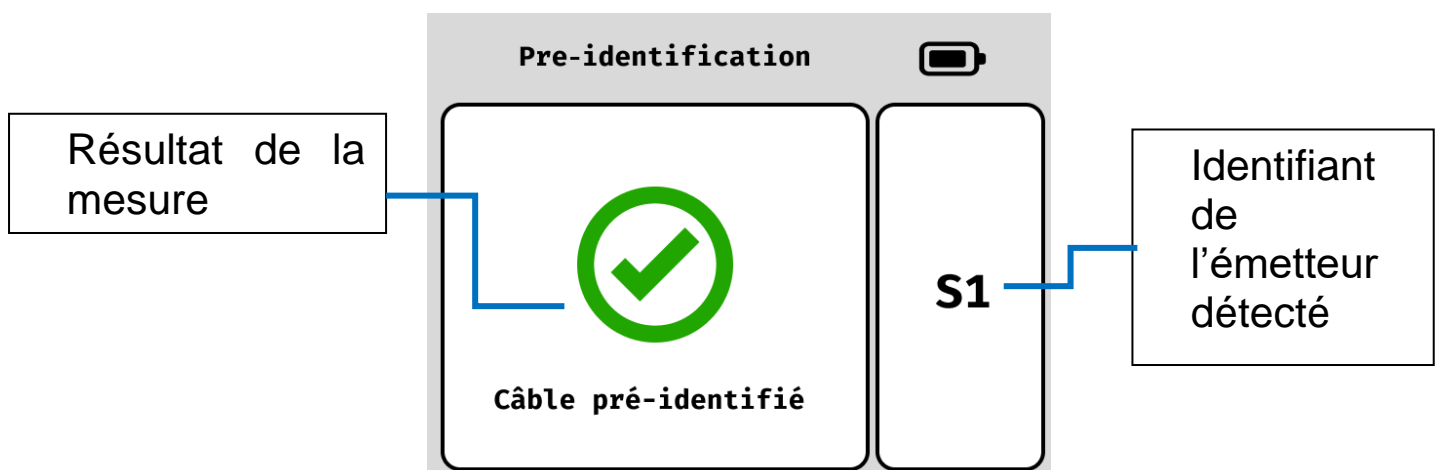 Pre-identification
Résultat de la
mesure
Câble pré-identifié
S1
Identifiant
de
l’émetteur
détecté